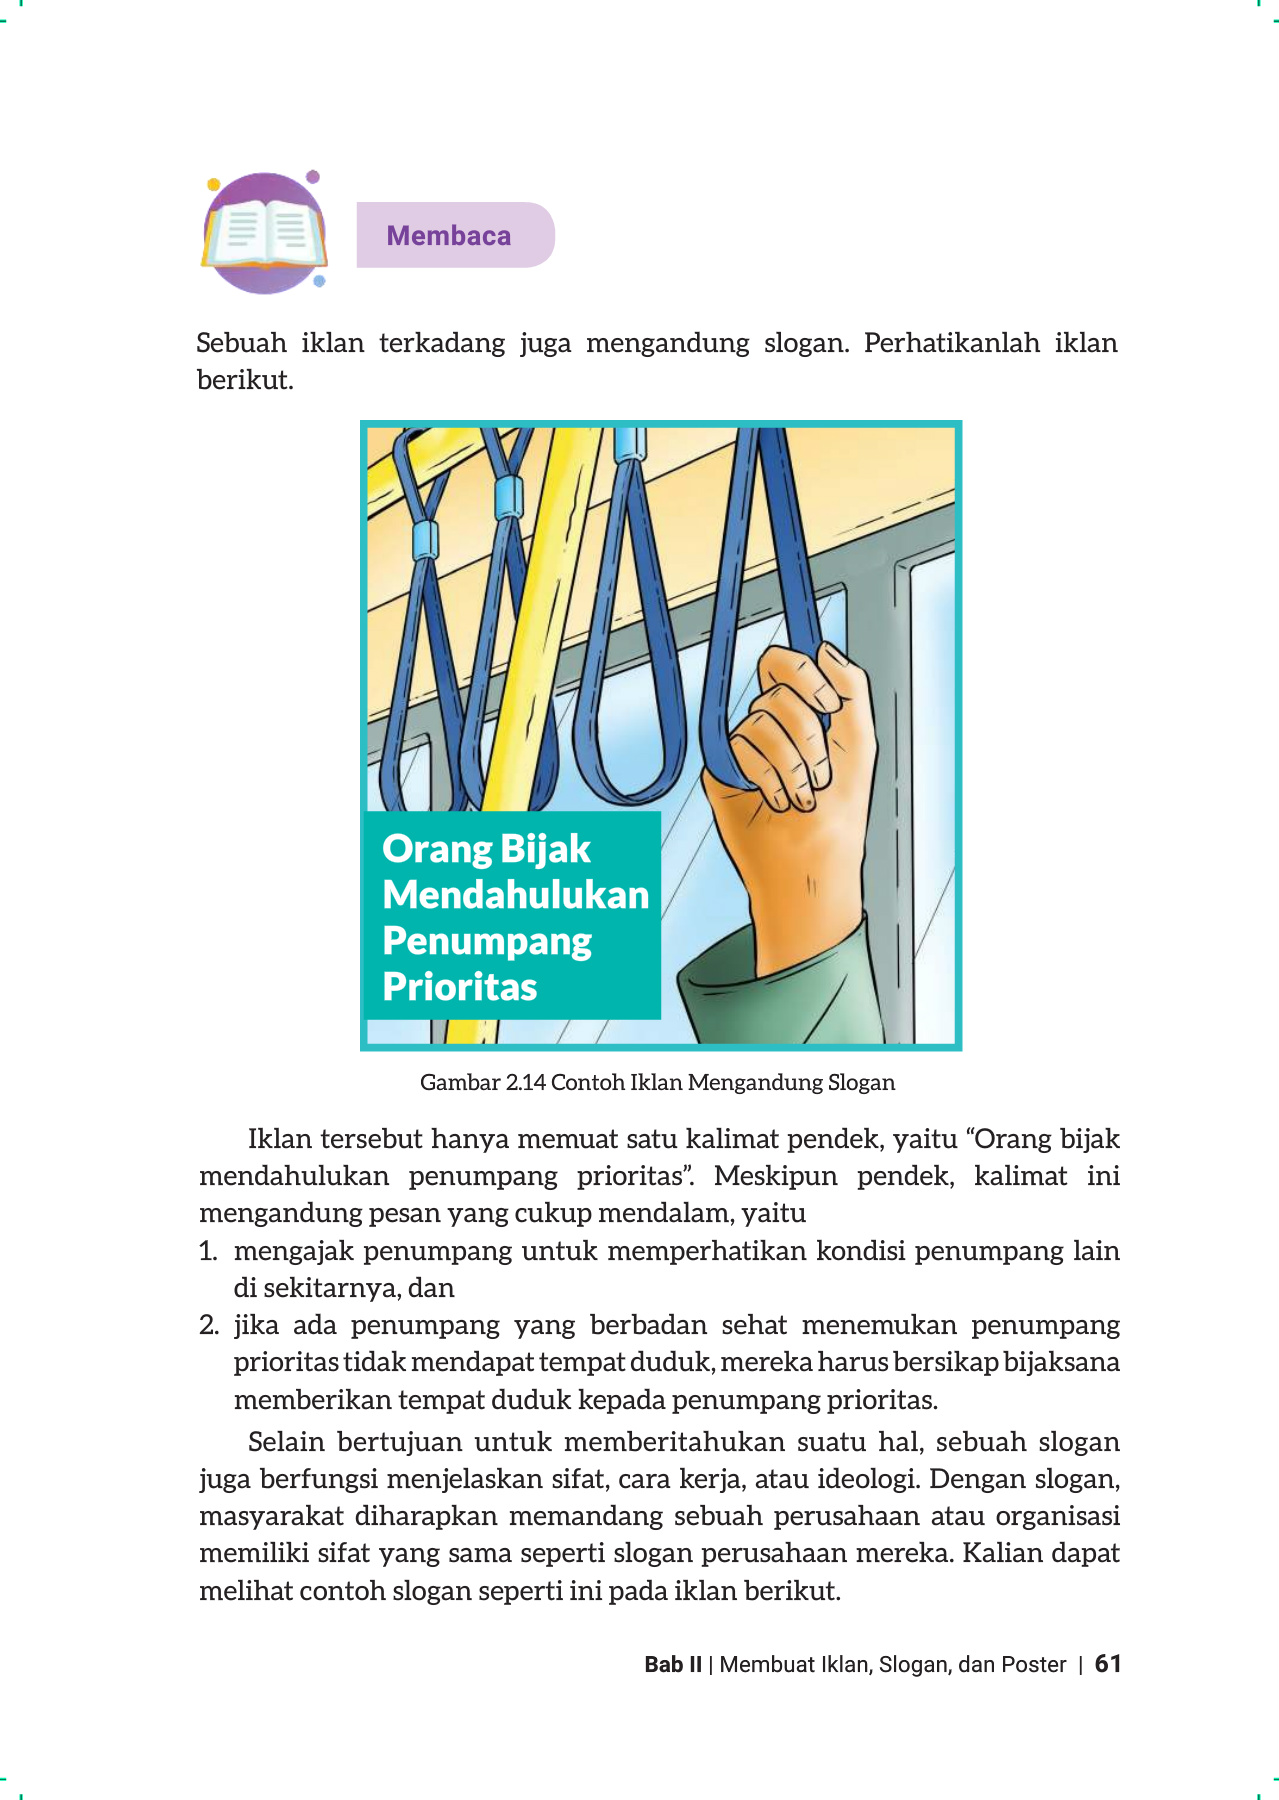 Membaca
Sebuah iklan terkadang juga mengandung slogan. Perhatikanlah iklan
berikut.
Orang Bijak
Mendahulukan
Penumpang
Prioritas
Gambar 2.14 Contoh Iklan Mengandung Slogan
Iklan tersebut hanya memuat satu kalimat pendek, yaitu “Orang bijak
mendahulukan penumpang prioritas”. Meskipun pendek, kalimat ini
mengandung pesan yang cukup mendalam, yaitu
1. mengajak penumpang untuk memperhatikan kondisi penumpang lain
di sekitarnya, dan
2. jika ada penumpang yang berbadan sehat menemukan penumpang
prioritas tidak mendapat tempat duduk, mereka harus bersikap bijaksana
memberikan tempat duduk kepada penumpang prioritas.
Selain bertujuan untuk memberitahukan suatu hal, sebuah slogan
juga berfungsi menjelaskan sifat, cara kerja, atau ideologi. Dengan slogan,
masyarakat diharapkan memandang sebuah perusahaan atau organisasi
memiliki sifat yang sama seperti slogan perusahaan mereka. Kalian dapat
melihat contoh slogan seperti ini pada iklan berikut.
Bab II | Membuat Iklan, Slogan, dan Poster | 61